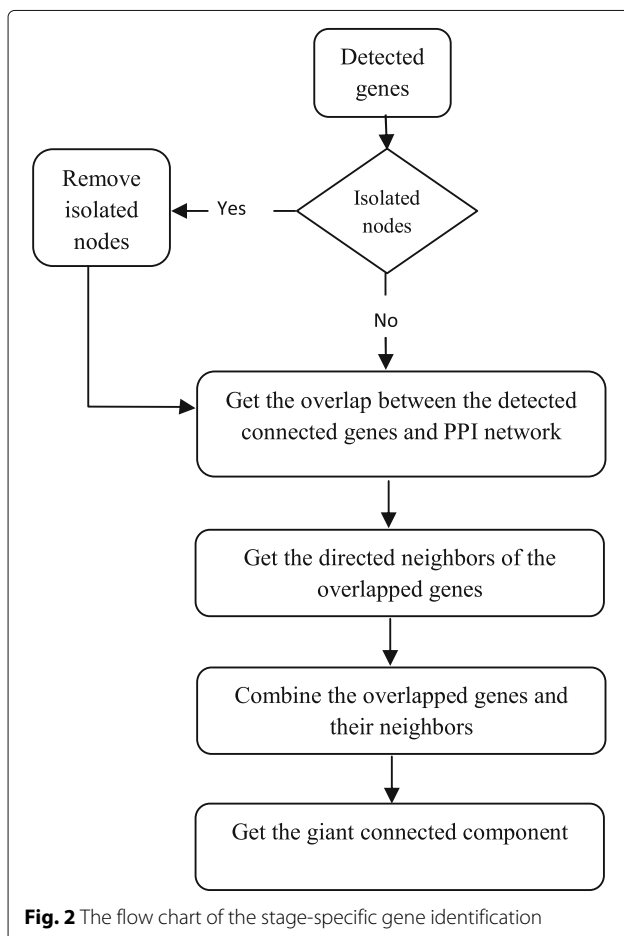 Detected
genes
Isolated
nodes
Yes
Remove
isolated
nodes
No
Get the overlap between the detected
connected genes and PPI network
Get the directed neighbors of the
overlapped genes
Combine the overlapped genes and
their neighbors
Get the giant connected component
Fig. 2 The flow chart of the stage-specific gene identification